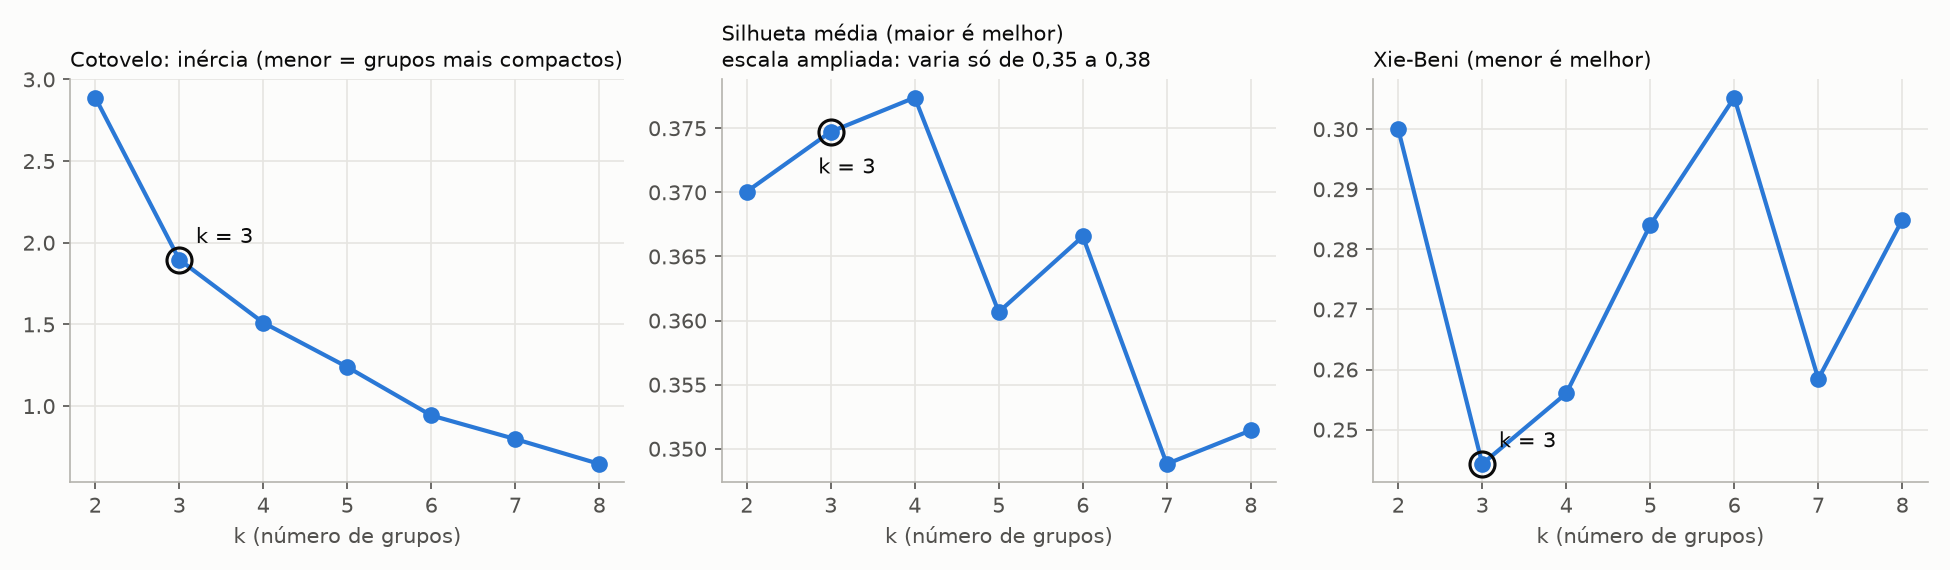 Cotovelo: inércia (menor = grupos mais compactos)
3.0
2.5
2.0
1.5
1.0
k = 3
2 3 4 5 6 7 8
k (número de grupos)
Silhueta média (maior é melhor)
escala ampliada: varia só de 0,35 a 0,38
0.375
0.370
0.365
0.360
0.355
0.350
k = 3
2 3 4 5 6 7 8
k (número de grupos)
Xie-Beni (menor é melhor)
0.30
0.29
0.28
0.27
0.26
0.25
k = 3
2 3 4 5 6 7 8
k (número de grupos)